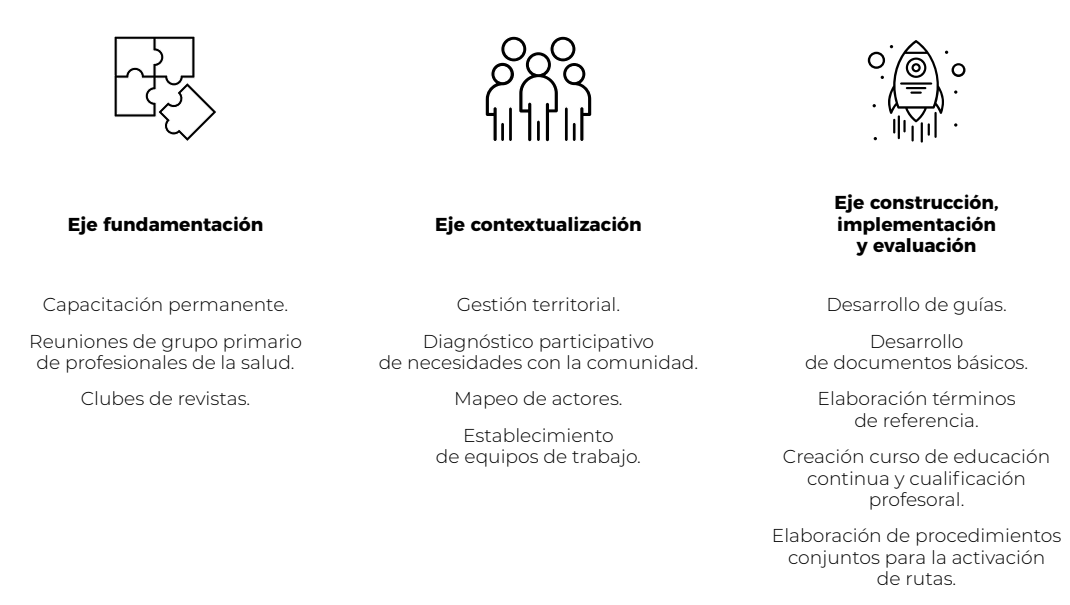 Eje fundamentación
Capacitación permanente.
Reuniones de grupo primario
de profesionales de la salud.
Clubes de revistas.
Eje contextualización
Gestión territorial.
Diagnóstico participativo
de necesidades con la comunidad.
Mapeo de actores.
Establecimiento
de equipos de trabajo.
Eje construcción,
implementación
y evaluación
Desarrollo de guías.
Desarrollo
de documentos básicos.
Elaboración términos
de referencia.
Creación curso de educación
continua y cualificación
profesoral.
Elaboración de procedimientos
conjuntos para la activación
de rutas.